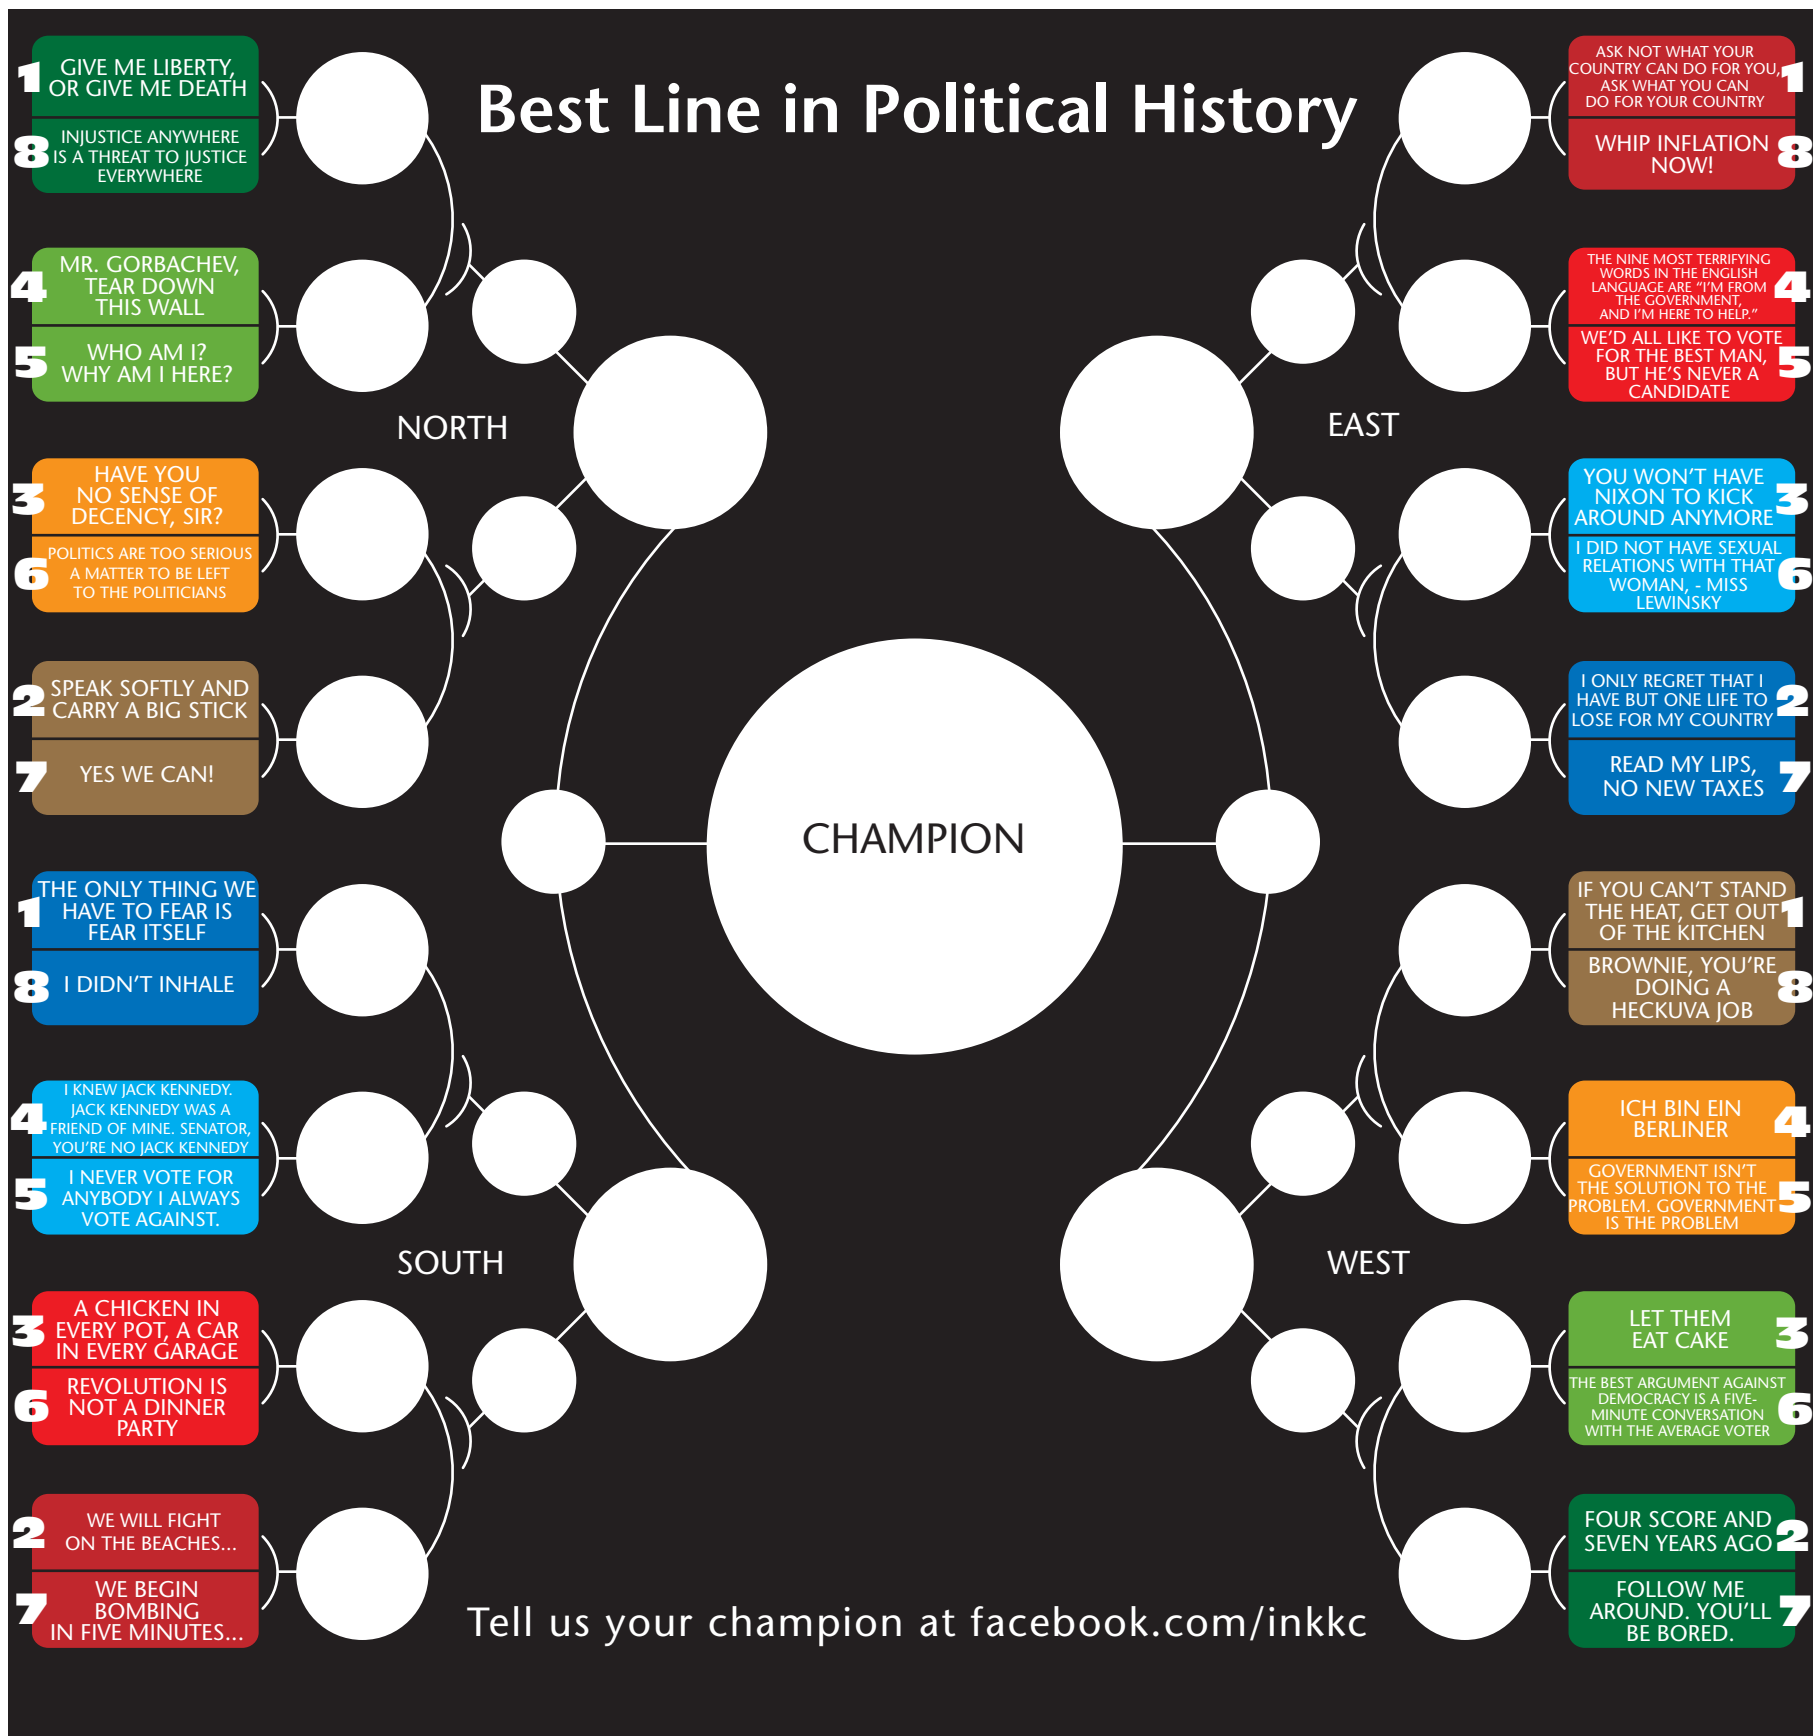 Best Line in Political History
1
GIVE ME LIBERTY,
OR GIVE ME DEATH
8
INJUSTICE ANYWHERE
IS A THREAT TO JUSTICE
EVERYWHERE
4
MR. GORBACHEV,
TEAR DOWN
THIS WALL
5
WHO AM I?
WHY AM I HERE?
NORTH
3
HAVE YOU
NO SENSE OF
DECENCY, SIR?
6
POLITICS ARE TOO SERIOUS
A MATTER TO BE LEFT
TO THE POLITICIANS
2
SPEAK SOFTLY AND
CARRY A BIG STICK
7
YES WE CAN!
1
THE ONLY THING WE
HAVE TO FEAR IS
FEAR ITSELF
8
I DIDN'T INHALE
4
I KNEW JACK KENNEDY.
JACK KENNEDY WAS A
FRIEND OF MINE. SENATOR,
YOU'RE NO JACK KENNEDY
5
I NEVER VOTE FOR
ANYBODY I ALWAYS
VOTE AGAINST.
SOUTH
3
A CHICKEN IN
EVERY POT, A CAR
IN EVERY GARAGE
6
REVOLUTION IS
NOT A DINNER
PARTY
2
WE WILL FIGHT
ON THE BEACHES...
7
WE BEGIN
BOMBING
IN FIVE MINUTES...
CHAMPION
ASK NOT WHAT YOUR
COUNTRY CAN DO FOR YOU,
ASK WHAT YOU CAN
DO FOR YOUR COUNTRY
1
WHIP INFLATION
NOW!
8
THE NINE MOST TERRIFYING
WORDS IN THE ENGLISH
LANGUAGE ARE “I'M FROM
THE GOVERNMENT,
AND I'M HERE TO HELP.”
4
WE'D ALL LIKE TO VOTE
FOR THE BEST MAN,
BUT HE'S NEVER A
CANDIDATE
5
EAST
YOU WON'T HAVE
NIXON TO KICK
AROUND ANYMORE
3
I DID NOT HAVE SEXUAL
RELATIONS WITH THAT
WOMAN, - MISS
LEWINSKY
6
I ONLY REGRET THAT I
HAVE BUT ONE LIFE TO
LOSE FOR MY COUNTRY
2
READ MY LIPS,
NO NEW TAXES
7
IF YOU CAN'T STAND
THE HEAT, GET OUT
OF THE KITCHEN
1
BROWNIE, YOU'RE
DOING A
HECKUVA JOB
8
ICH BIN EIN
BERLINER
4
GOVERNMENT ISN'T
THE SOLUTION TO THE
PROBLEM. GOVERNMENT
IS THE PROBLEM
5
WEST
LET THEM
EAT CAKE
3
THE BEST ARGUMENT AGAINST
DEMOCRACY IS A FIVE-
MINUTE CONVERSATION
WITH THE AVERAGE VOTER
6
FOUR SCORE AND
SEVEN YEARS AGO
2
FOLLOW ME
AROUND. YOU'LL
BE BORED.
7
Tell us your champion at facebook.com/inkkc